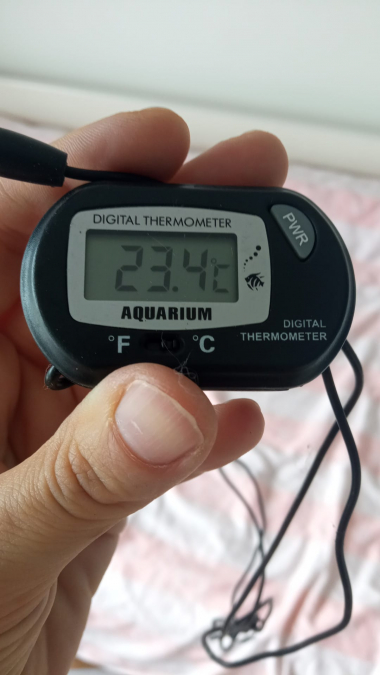 DIGITAL THERMOMETER
PWR
23.4°C
AQUARIUM
°F °C
DIGITAL
THERMOMETER